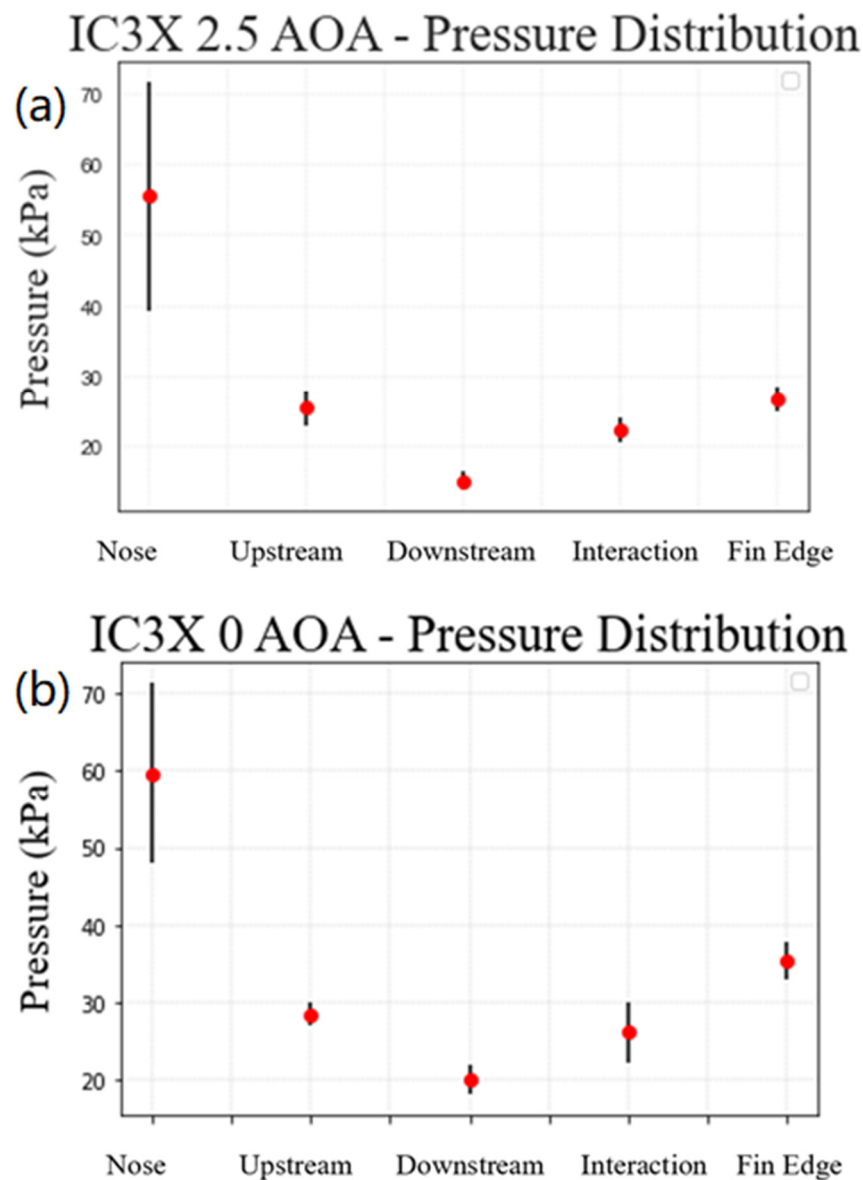 IC3X 2.5 AOA - Pressure Distribution
(a)
Pressure (kPa)
70
60
50
40
30
20
Nose Upstream Downstream Interaction Fin Edge
IC3X 0 AOA - Pressure Distribution
(b)
Pressure (kPa)
70
60
50
40
30
20
Nose Upstream Downstream Interaction Fin Edge